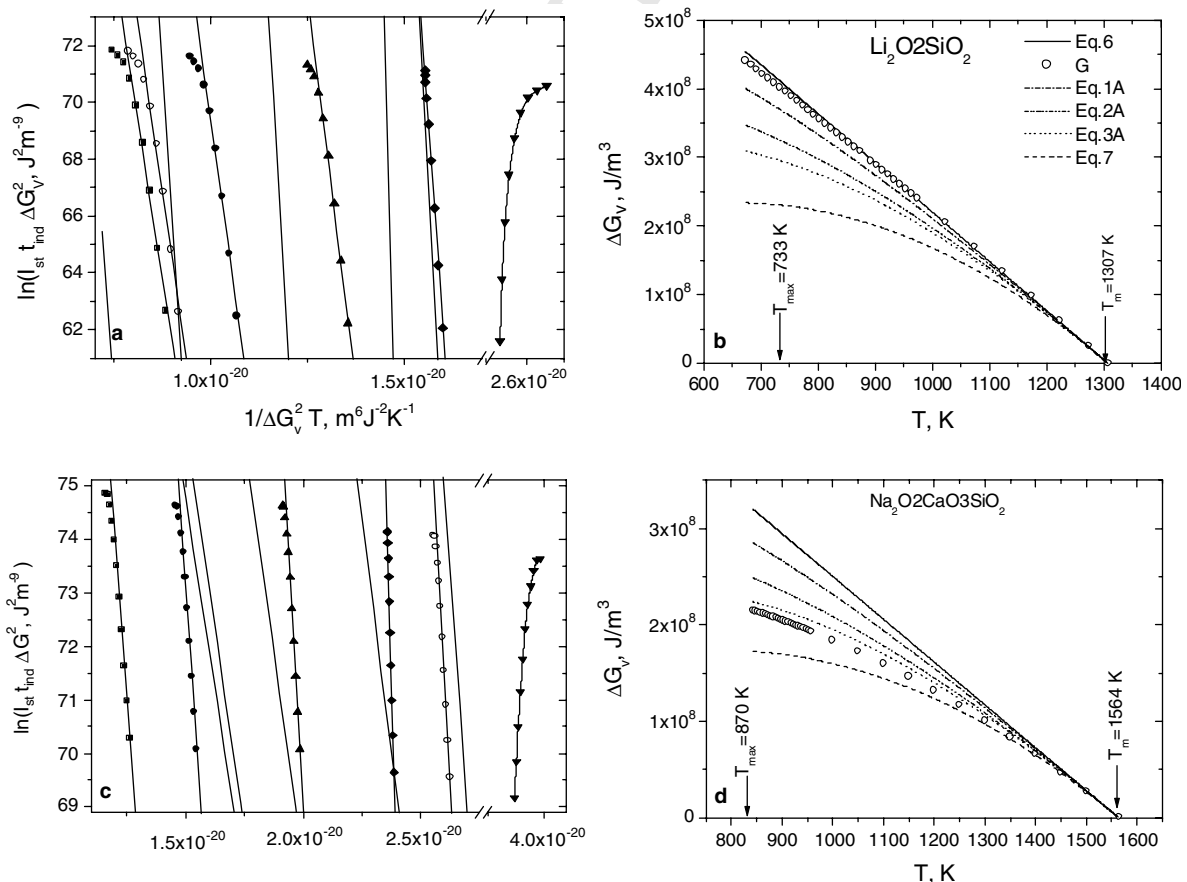 72
70
68
66
64
62
ln(I_st t_ind ΔG_V^2, J^2m^-9)
a
1.0x10^-20
1.5x10^-20
2.6x10^-20
1/ΔG_v^2 T, m^6J^-2K^-1
5x10^8
4x10^8
3x10^8
2x10^8
1x10^8
0
ΔG_v, J/m^3
Li_2O2SiO_2
Eq.6
G
Eq.1A
Eq.2A
Eq.3A
Eq.7
T_max=733 K
T_m=1307 K
b
600 700 800 900 1000 1100 1200 1300 1400
T, K
75
74
73
72
71
70
69
ln(I_st t_ind ΔG^2, J^2m^-9)
c
1.5x10^-20
2.0x10^-20
2.5x10^-20
4.0x10^-20
3x10^8
2x10^8
1x10^8
0
ΔG_v, J/m^3
Na_2O2CaO3SiO_2
T_max=870 K
T_m=1564 K
d
800 900 1000 1100 1200 1300 1400 1500 1600
T, K